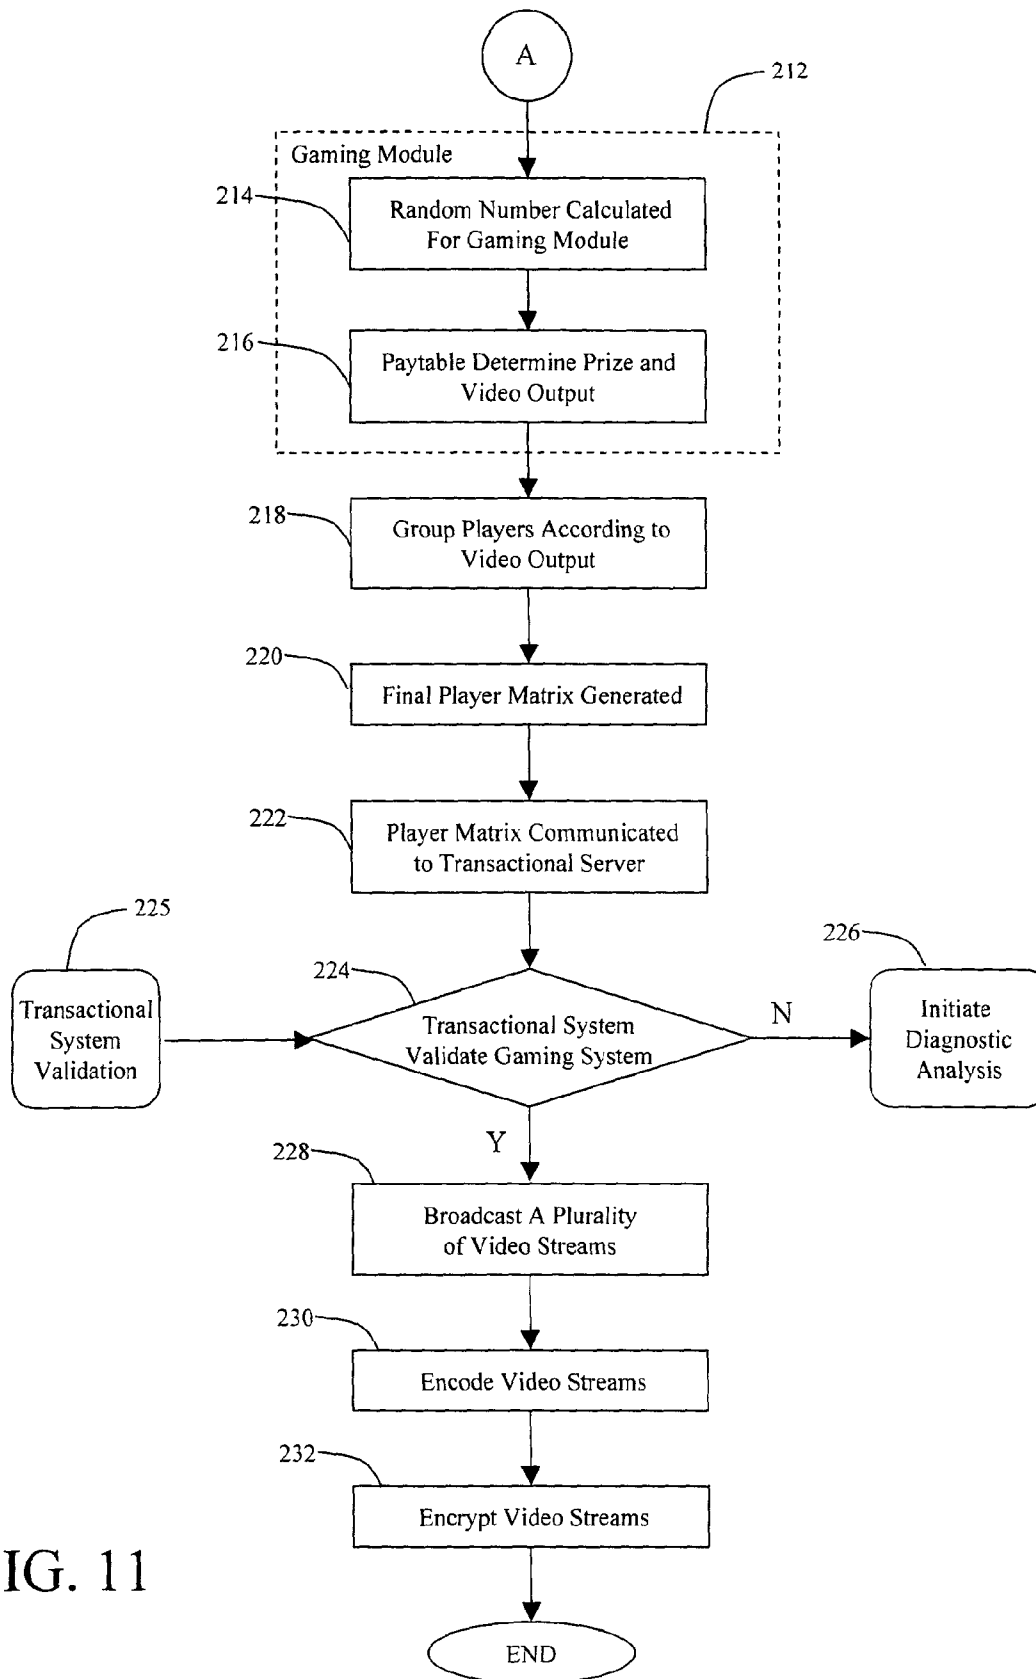 A
212
Gaming Module
214
Random Number Calculated
For Gaming Module
216
Paytable Determine Prize and
Video Output
218
Group Players According to
Video Output
220
Final Player Matrix Generated
222
Player Matrix Communicated
to Transactional Server
225
224
226
Transactional
System
Validation
Transactional System
Validate Gaming System
N
Initiate
Diagnostic
Analysis
Y
228
Broadcast A Plurality
of Video Streams
230
Encode Video Streams
232
Encrypt Video Streams
IG. 11
END